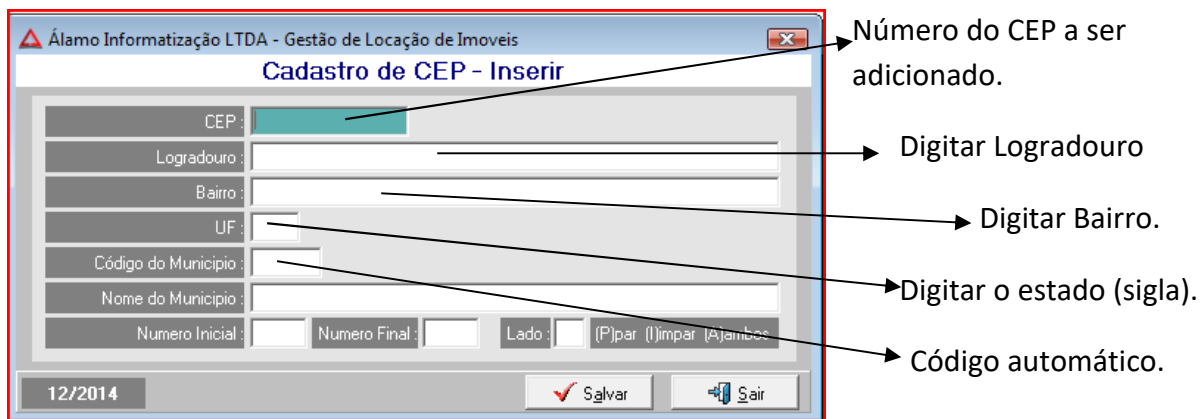 Álamo Informatização LTDA - Gestão de Locação de Imoveis
Cadastro de CEP - Inserir
CEP :
Logradouro :
Bairro :
UF :
Código do Municipio :
Nome do Municipio :
Numero Inicial : Numero Final : Lado : (P)par (I)impar (A)ambos
12/2014 Salvar Sair
Número do CEP a ser
adicionado.
Digitar Logradouro
Digitar Bairro.
Digitar o estado (sigla).
Código automático.